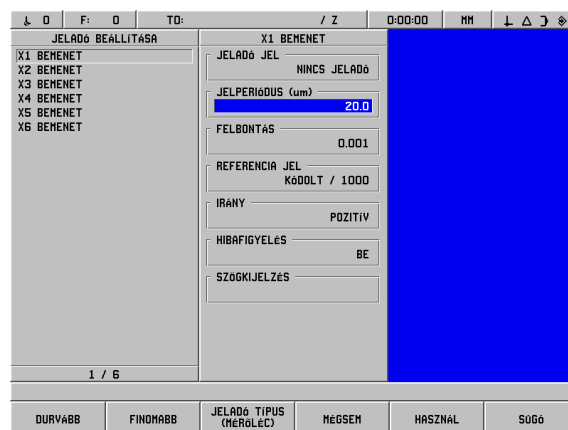 0 F: 0 T0: / Z 0:00:00 MM
JELADÓ BEÁLLÍTÁSA
X1 BEMENET
X2 BEMENET
X3 BEMENET
X4 BEMENET
X5 BEMENET
X6 BEMENET
1 / 6
X1 BEMENET
JELADÓ JEL
NINCS JELADÓ
JELPERIÓDUS (um)
20.0
FELBONTÁS
0.001
REFERENCIA JEL
KÓDOLT / 1000
IRÁNY
POZITÍV
HIBAFIGYELÉS
BE
SZÖGKIJELZÉS
DURVÁBB
FINOMABB
JELADÓ TÍPUS
(MÉRŐLÉC)
MÉGSEM
HASZNÁL
SÚGÓ